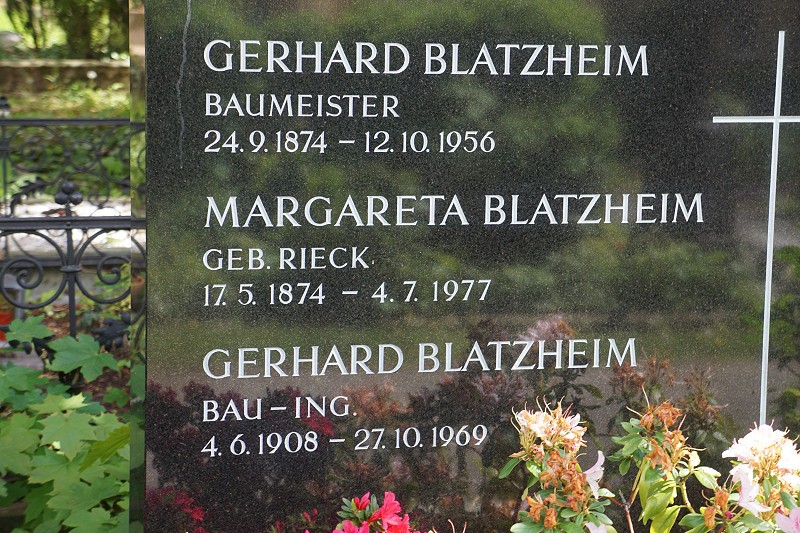 GERHARD BLATZHEIM
BAUMEISTER
24.9.1874 – 12.10.1956
MARGARETA BLATZHEIM
GEB. RIECK
17.5.1874 – 4.7.1977
GERHARD BLATZHEIM
BAU–ING.
4.6.1908 – 27.10.1969